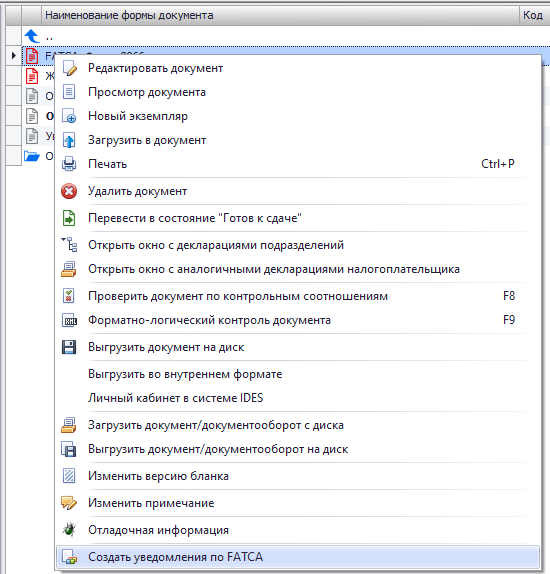 Наименование формы документа Код
..
FATCA
Редактировать документ
Просмотр документа
Новый экземпляр
Загрузить в документ
Печать Ctrl+P
Удалить документ
Перевести в состояние "Готов к сдаче"
Открыть окно с декларациями подразделений
Открыть окно с аналогичными декларациями налогоплательщика
Проверить документ по контрольным соотношениям F8
Форматно-логический контроль документа F9
Выгрузить документ на диск
Выгрузить во внутреннем формате
Личный кабинет в системе IDES
Загрузить документ/документооборот с диска
Выгрузить документ/документооборот на диск
Изменить версию бланка
Изменить примечание
Отладочная информация
Создать уведомления по FATCA